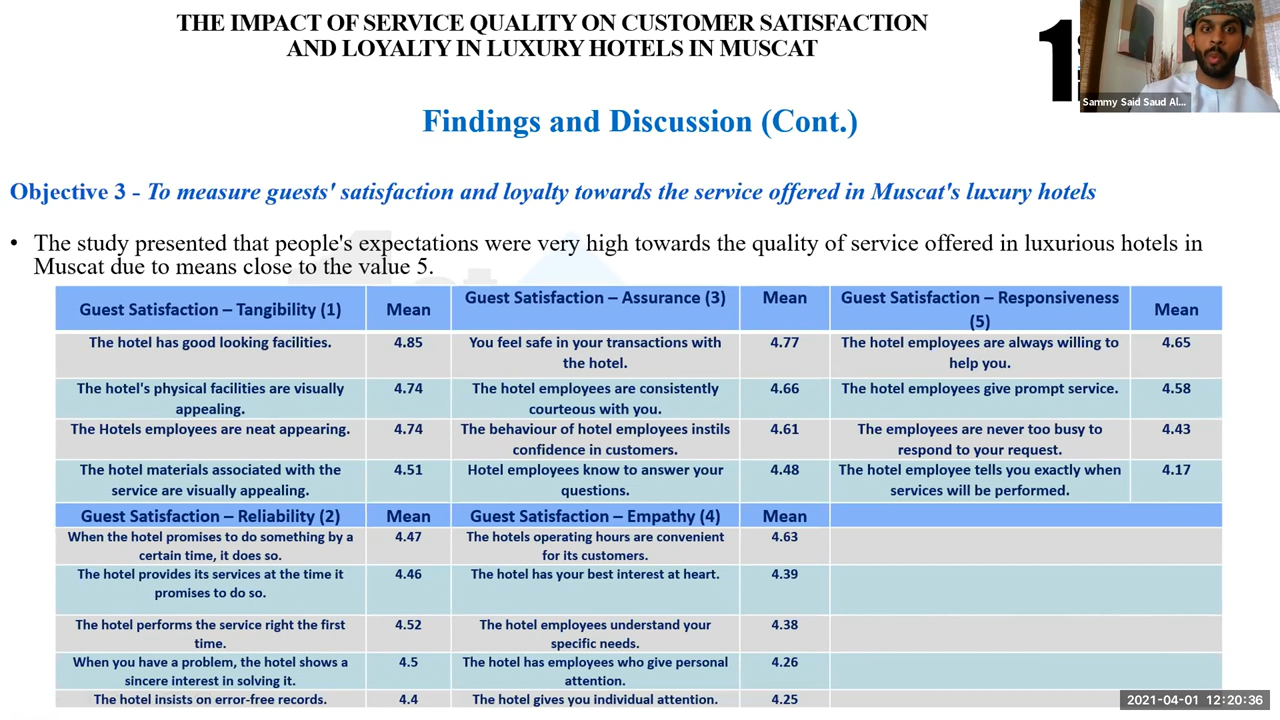 THE IMPACT OF SERVICE QUALITY ON CUSTOMER SATISFACTION
AND LOYALTY IN LUXURY HOTELS IN MUSCAT
1
Sammy Said Saud Al...
Findings and Discussion (Cont.)
Objective 3 - To measure guests' satisfaction and loyalty towards the service offered in Muscat's luxury hotels
• The study presented that people's expectations were very high towards the quality of service offered in luxurious hotels in
Muscat due to means close to the value 5.
Guest Satisfaction – Tangibility (1)
Mean
Guest Satisfaction – Assurance (3)
Mean
Guest Satisfaction – Responsiveness
(5)
Mean
The hotel has good looking facilities.
4.85
You feel safe in your transactions with
the hotel.
4.77
The hotel employees are always willing to
help you.
4.65
The hotel's physical facilities are visually
appealing.
4.74
The hotel employees are consistently
courteous with you.
4.66
The hotel employees give prompt service.
4.58
The Hotels employees are neat appearing.
4.74
The behaviour of hotel employees instils
confidence in customers.
4.61
The employees are never too busy to
respond to your request.
4.43
The hotel materials associated with the
service are visually appealing.
4.51
Hotel employees know to answer your
questions.
4.48
The hotel employee tells you exactly when
services will be performed.
4.17
Guest Satisfaction – Reliability (2)
Mean
Guest Satisfaction – Empathy (4)
Mean
When the hotel promises to do something by a
certain time, it does so.
4.47
The hotels operating hours are convenient
for its customers.
4.63
The hotel provides its services at the time it
promises to do so.
4.46
The hotel has your best interest at heart.
4.39
The hotel performs the service right the first
time.
4.52
The hotel employees understand your
specific needs.
4.38
When you have a problem, the hotel shows a
sincere interest in solving it.
4.5
The hotel has employees who give personal
attention.
4.26
The hotel insists on error-free records.
4.4
The hotel gives you individual attention.
4.25
2021-04-01 12:20:36